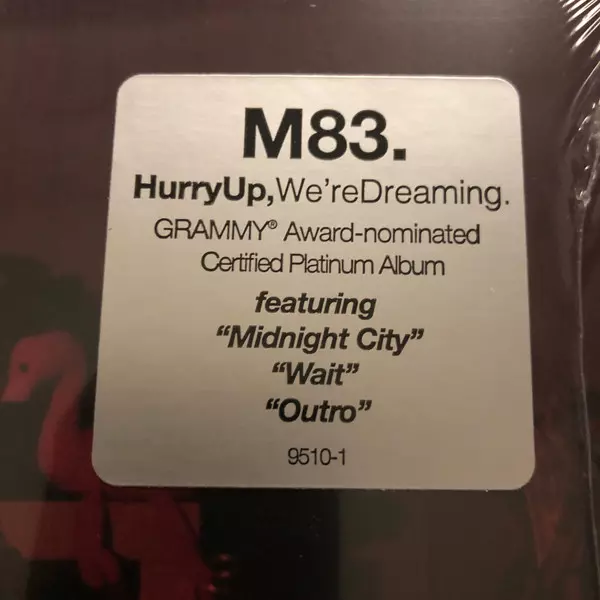 M83.
HurryUp,We'reDreaming.
GRAMMY® Award-nominated
Certified Platinum Album
featuring
“Midnight City”
“Wait”
“Outro”
9510-1